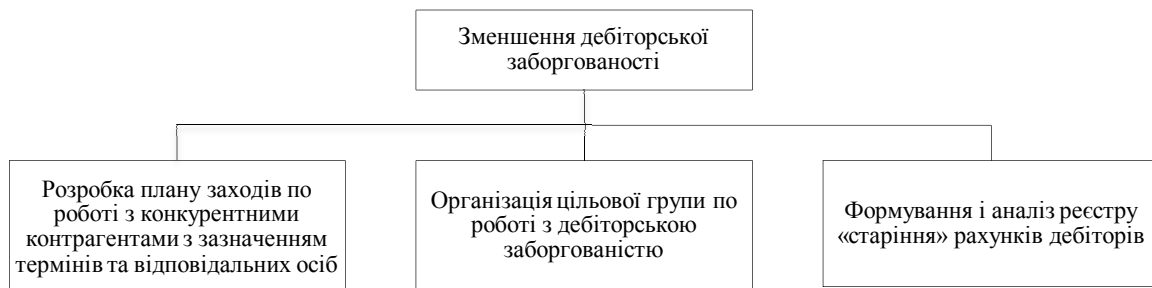 Зменшення дебіторської
заборгованості
Розробка плану заходів по
роботі з конкурентними
контрагентами з зазначенням
термінів та відповідальних осіб
Організація цільової групи по
роботі з дебіторською
заборгованістю
Формування і аналіз реєстру
«старіння» рахунків дебіторів